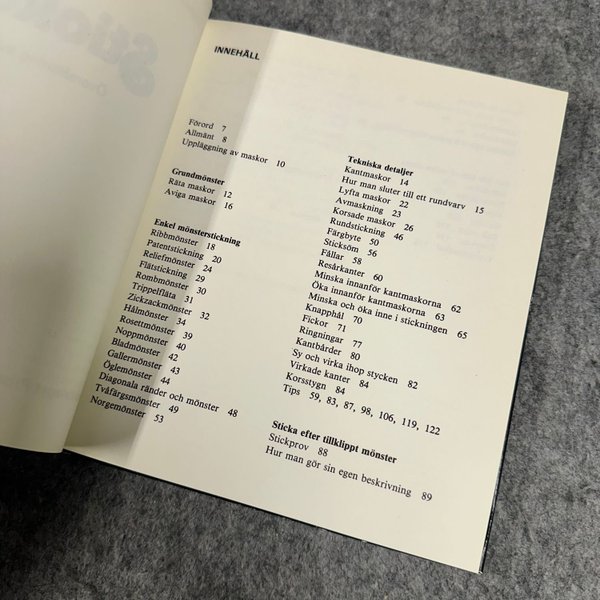 INNEHÅLL
Förord 7
Allmänt 8
Uppläggning av maskor 10
Grundmönster
Räta maskor 12
Aviga maskor 16
Enkel mönsterstickning
Ribbmönster 18
Patentstickning 20
Reliefmönster 24
Flätstickning 29
Rombmönster 30
Trippelfläta 31
Zickzackmönster 32
Hålmönster 34
Rosettmönster 39
Noppmönster 40
Bladmönster 42
Gallermönster 43
Öglemönster 44
Diagonala ränder och mönster 48
Tvåfärgsmönster 49
Norgemönster 53
Tekniska detaljer
Kantmaskor 14
Hur man sluter till ett rundvarv 15
Lyfta maskor 22
Avmaskning 23
Korsade maskor 26
Rundstickning 46
Färgbyte 50
Sticksöm 56
Fållar 58
Resårkanter 60
Minska innanför kantmaskorna 62
Öka innanför kantmaskorna 63
Minska och öka inne i stickningen 65
Knapphål 70
Fickor 71
Ringningar 77
Kantbårder 80
Sy och virka ihop stycken 82
Virkade kanter 84
Korsstygn 84
Tips 59, 83, 87, 98, 106, 119, 122
Sticka efter tillklippt mönster
Stickprov 88
Hur man gör sin egen beskrivning 89